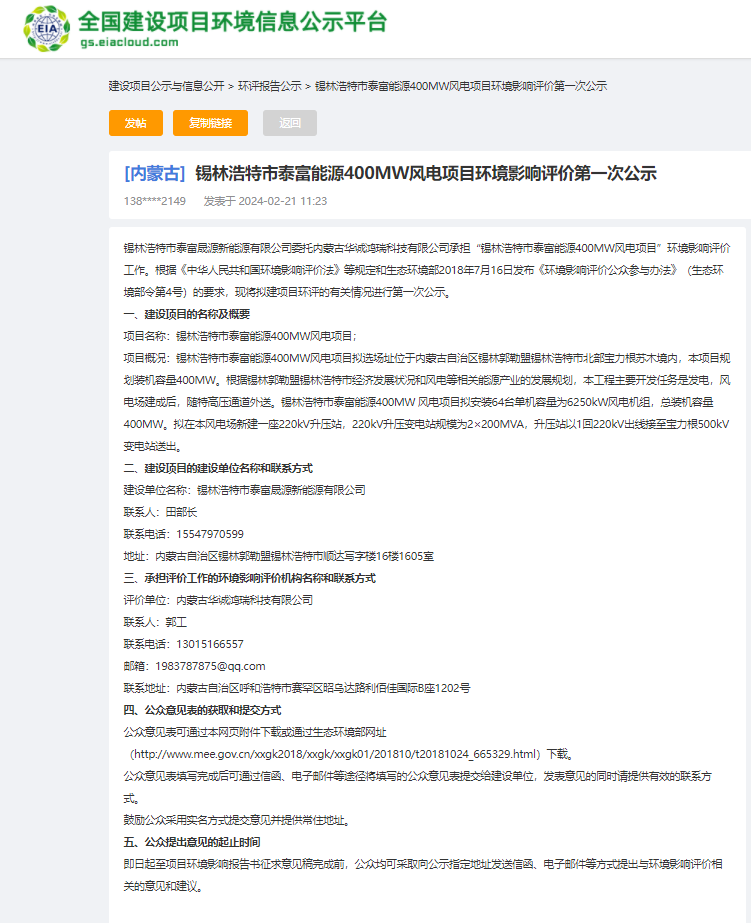 EIA
全国建设项目环境信息公示平台
gs.eiacloud.com
建设项目公示与信息公开 > 环评报告公示 > 锡林浩特市泰富能源400MW风电项目环境影响评价第一次公示
发帖 复制链接 返回
[内蒙古] 锡林浩特市泰富能源400MW风电项目环境影响评价第一次公示
138****2149 发表于 2024-02-21 11:23
锡林浩特市泰富晟源新能源有限公司委托内蒙古华诚鸿瑞科技有限公司承担“锡林浩特市泰富能源400MW风电项目”环境影响评价
工作。根据《中华人民共和国环境影响评价法》等规定和生态环境部2018年7月16日发布《环境影响评价公众参与办法》（生态环
境部令第4号）的要求，现将拟建项目环评的有关情况进行第一次公示。
一、建设项目的名称及概要
项目名称：锡林浩特市泰富能源400MW风电项目；
项目概况：锡林浩特市泰富能源400MW风电项目拟选场址位于内蒙古自治区锡林郭勒盟锡林浩特市北部宝力根苏木境内，本项目规
划装机容量400MW。根据锡林郭勒盟锡林浩特市经济发展状况和风电等相关能源产业的发展规划，本工程主要开发任务是发电，风
电场建成后，随特高压通道外送。锡林浩特市泰富能源400MW 风电项目拟安装64台单机容量为6250kW风电机组，总装机容量
400MW。拟在本风电场新建一座220kV升压站，220kV升压变电站规模为2×200MVA，升压站以1回220kV出线接至宝力根500kV
变电站送出。
二、建设项目的建设单位名称和联系方式
建设单位名称：锡林浩特市泰富晟源新能源有限公司
联系人：田部长
联系电话：15547970599
地址：内蒙古自治区锡林郭勒盟锡林浩特市顺达写字楼16楼1605室
三、承担评价工作的环境影响评价机构名称和联系方式
评价单位：内蒙古华诚鸿瑞科技有限公司
联系人：郭工
联系电话：13015166557
邮箱：1983787875@qq.com
联系地址：内蒙古自治区呼和浩特市赛罕区昭乌达路利佰佳国际B座1202号
四、公众意见表的获取和提交方式
公众意见表可通过本网页附件下载或通过生态环境部网址
（http://www.mee.gov.cn/xxgk2018/xxgk/xxgk01/201810/t20181024_665329.html）下载。
公众意见表填写完成后可通过信函、电子邮件等途径将填写的公众意见表提交给建设单位，发表意见的同时请提供有效的联系方
式。
鼓励公众采用实名方式提交意见并提供常住地址。
五、公众提出意见的起止时间
即日起至项目环境影响报告书征求意见稿完成前，公众均可采取向公示指定地址发送信函、电子邮件等方式提出与环境影响评价相
关的意见和建议。